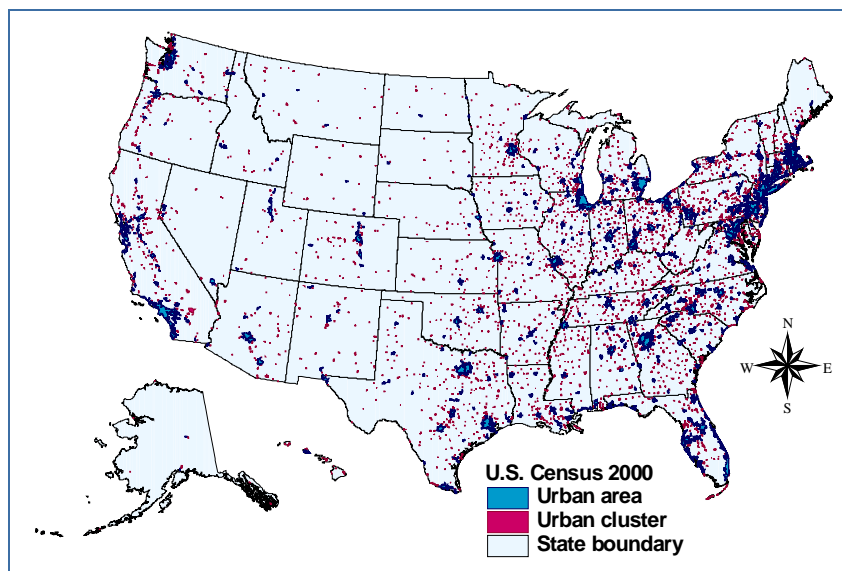 N
W E
S
U.S. Census 2000
Urban area
Urban cluster
State boundary